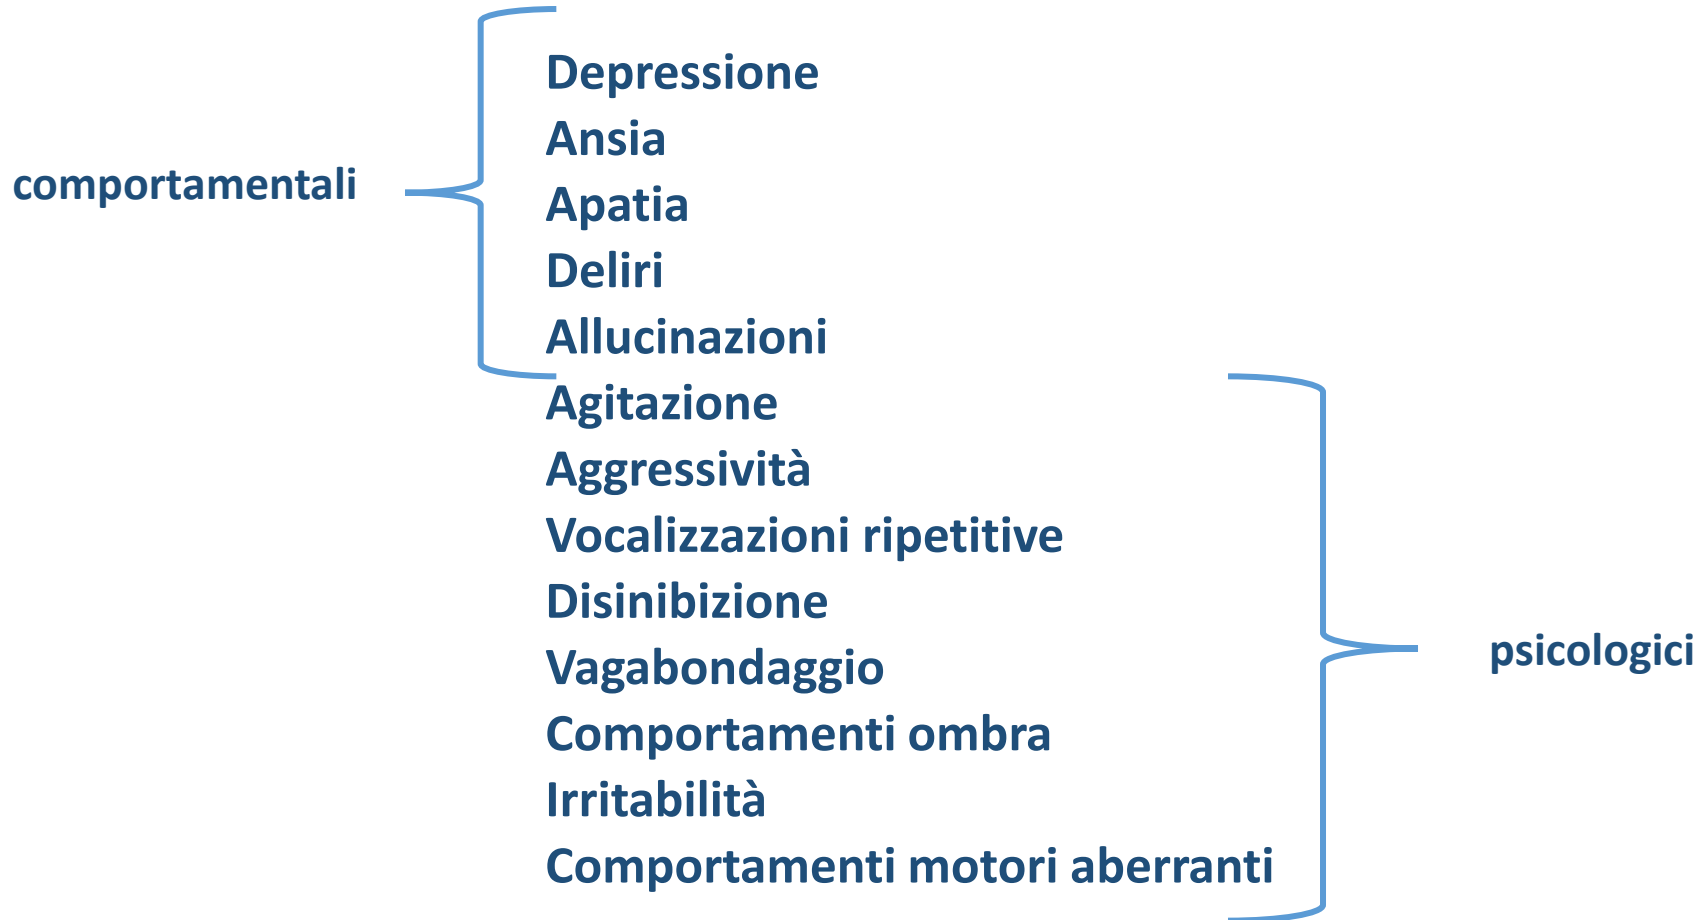 comportamentali
Depressione
Ansia
Apatia
Deliri
Allucinazioni
Agitazione
Aggressività
Vocalizzazioni ripetitive
Disinibizione
Vagabondaggio
Comportamenti ombra
Irritabilità
Comportamenti motori aberranti
psicologici